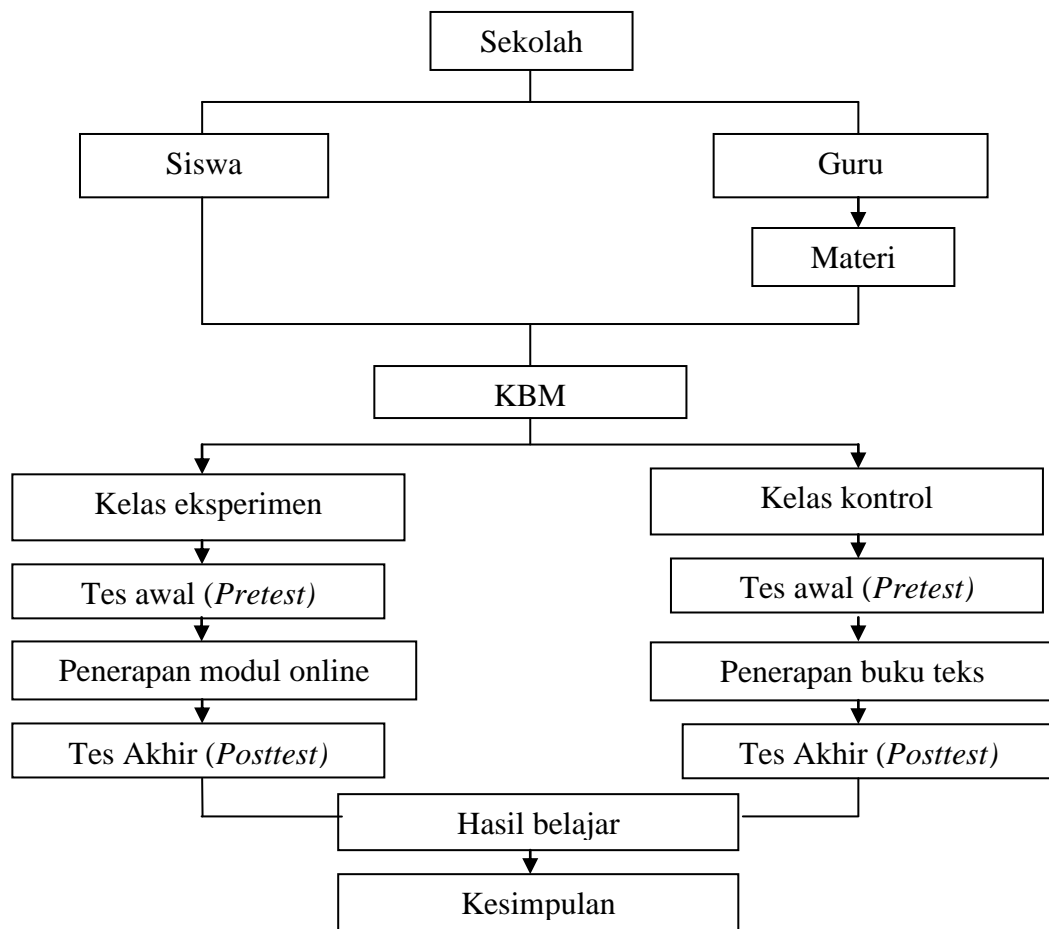 Sekolah
Siswa
Guru
Materi
KBM
Kelas eksperimen
Kelas kontrol
Tes awal (Pretest)
Tes awal (Pretest)
Penerapan modul online
Penerapan buku teks
Tes Akhir (Posttest)
Tes Akhir (Posttest)
Hasil belajar
Kesimpulan